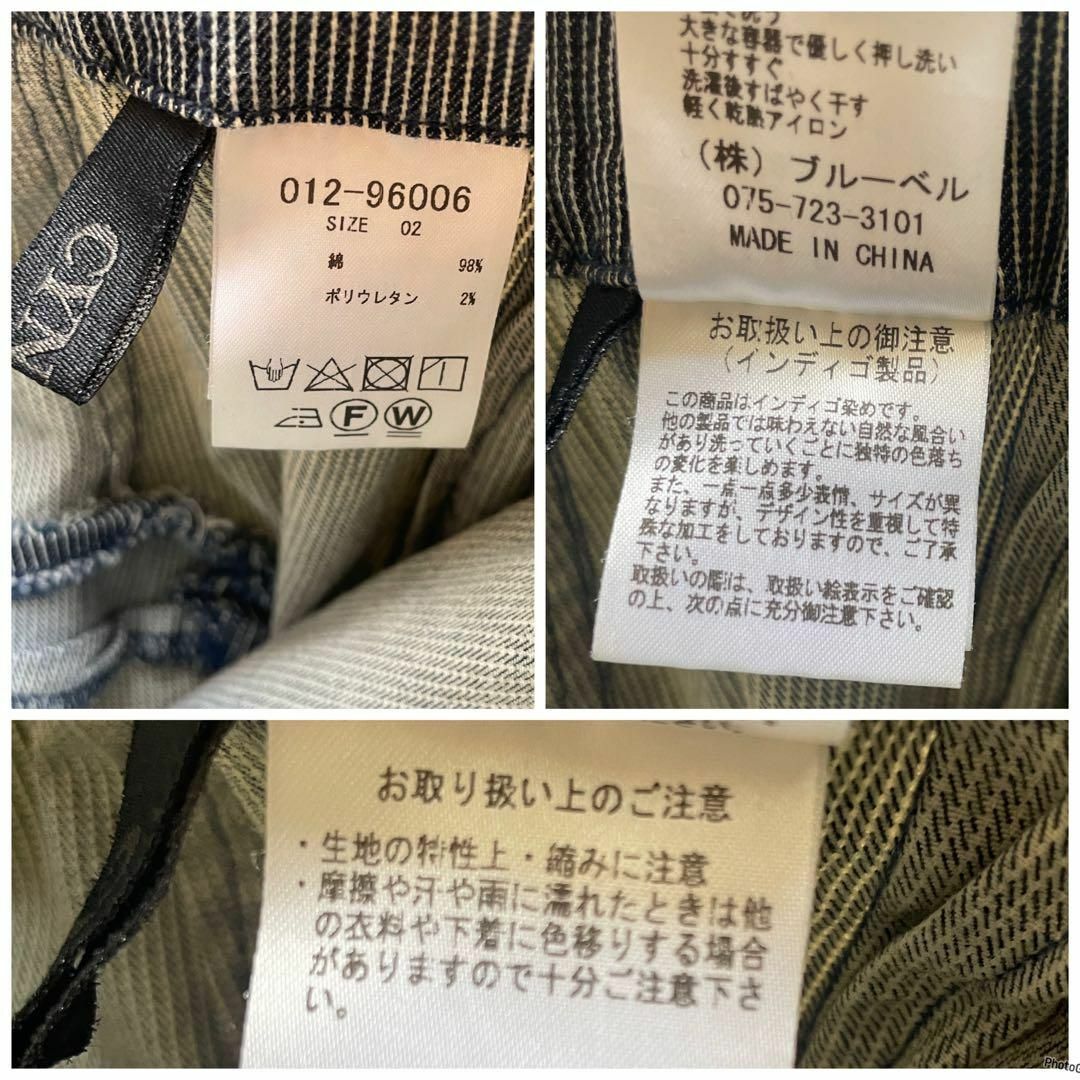 012-96006
SIZE 02
綿 98%
ポリウレタン 2%
F W
大きな容器で優しく押し洗い
十分すすぐ
洗濯後すばやく干す
軽く乾熱アイロン
(株) ブルーベル
075-723-3101
MADE IN CHINA
お取扱い上の御注意
(インディゴ製品)
この商品はインディゴ染めです。
他の製品では味わえない自然な風合い
があり洗っていくごとに独特の色落ち
の変化を楽しめます。
また、一点一点多少表情、サイズが異
なりますが、デザイン性を重視して特
殊な加工をしておりますので、ご了承
下さい。
取扱いの際は、取扱い絵表示をご確認
の上、次の点に充分御注意下さい。
お取り扱い上のご注意
・生地の特性上・縮みに注意
・摩擦や汗や雨に濡れたときは他
の衣料や下着に色移りする場合
がありますので十分ご注意下さ
い。